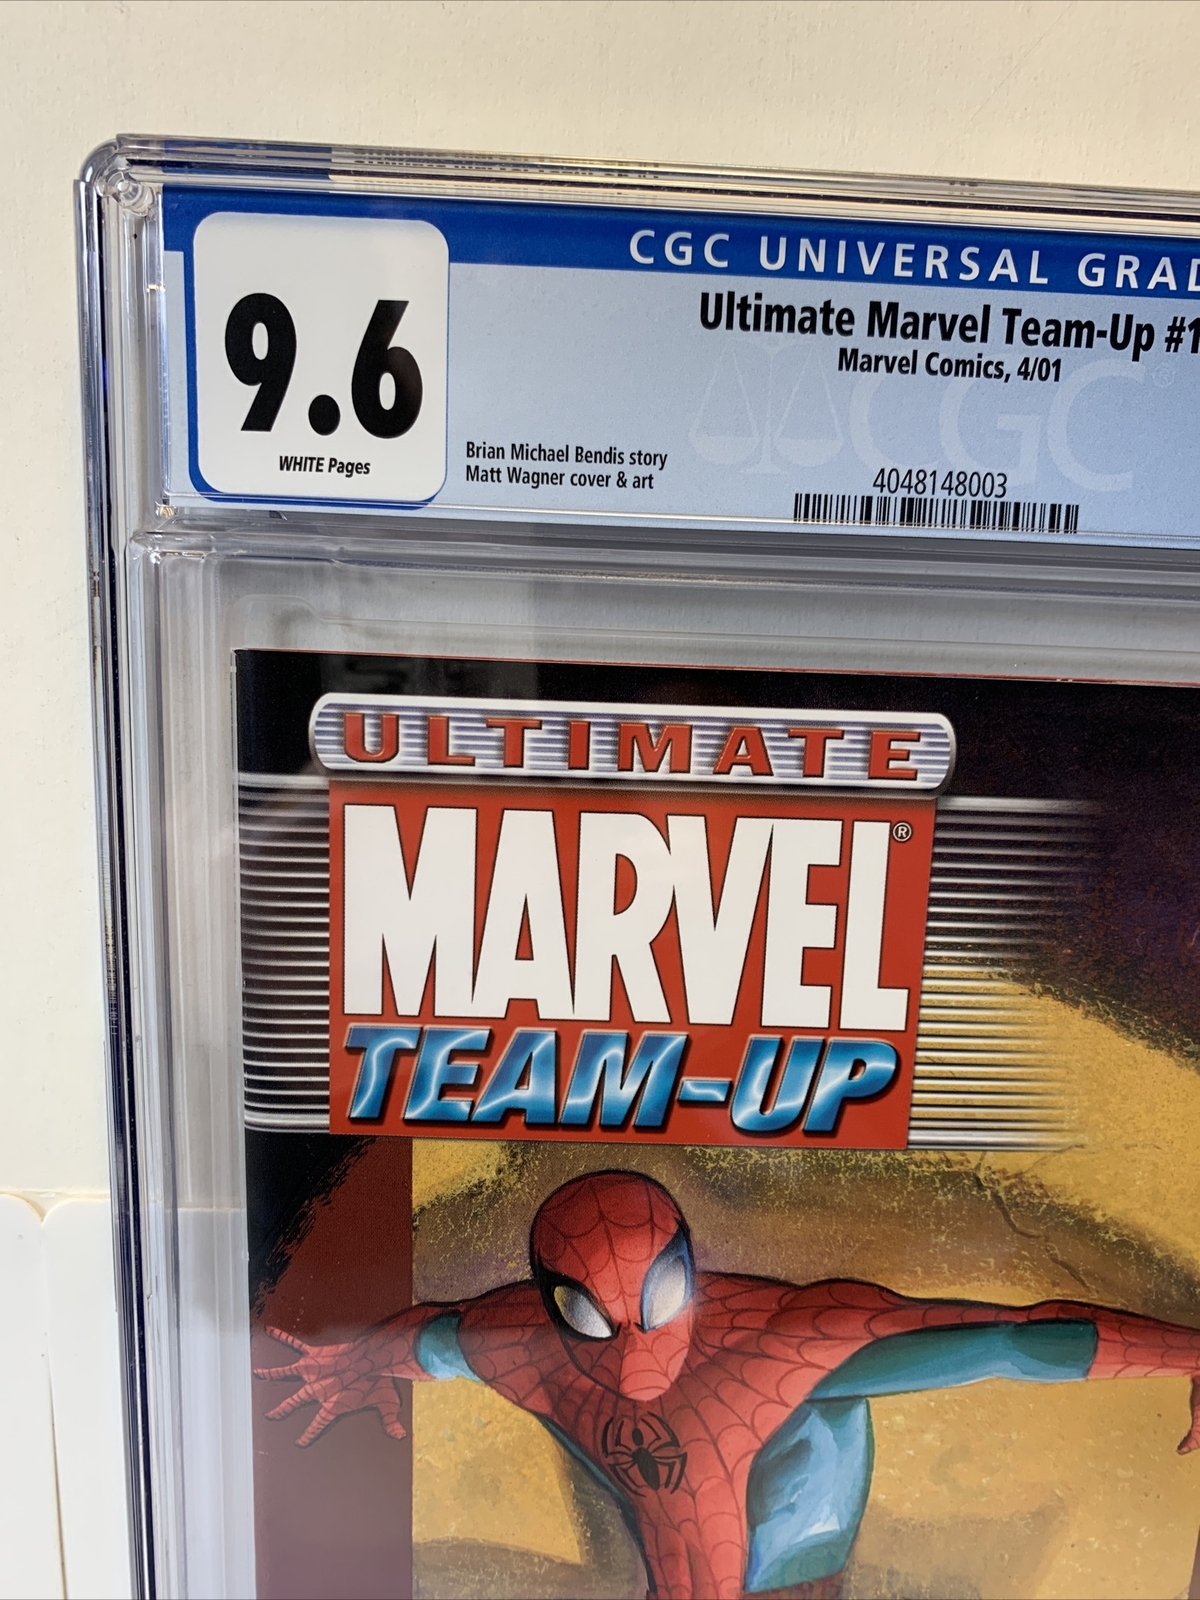 CGC UNIVERSAL GRAD
9.6
WHITE Pages
Ultimate Marvel Team-Up #1
Marvel Comics, 4/01
CGC
Brian Michael Bendis story
Matt Wagner cover & art
4048148003
ULTIMATE
MARVEL®
TEAM-UP